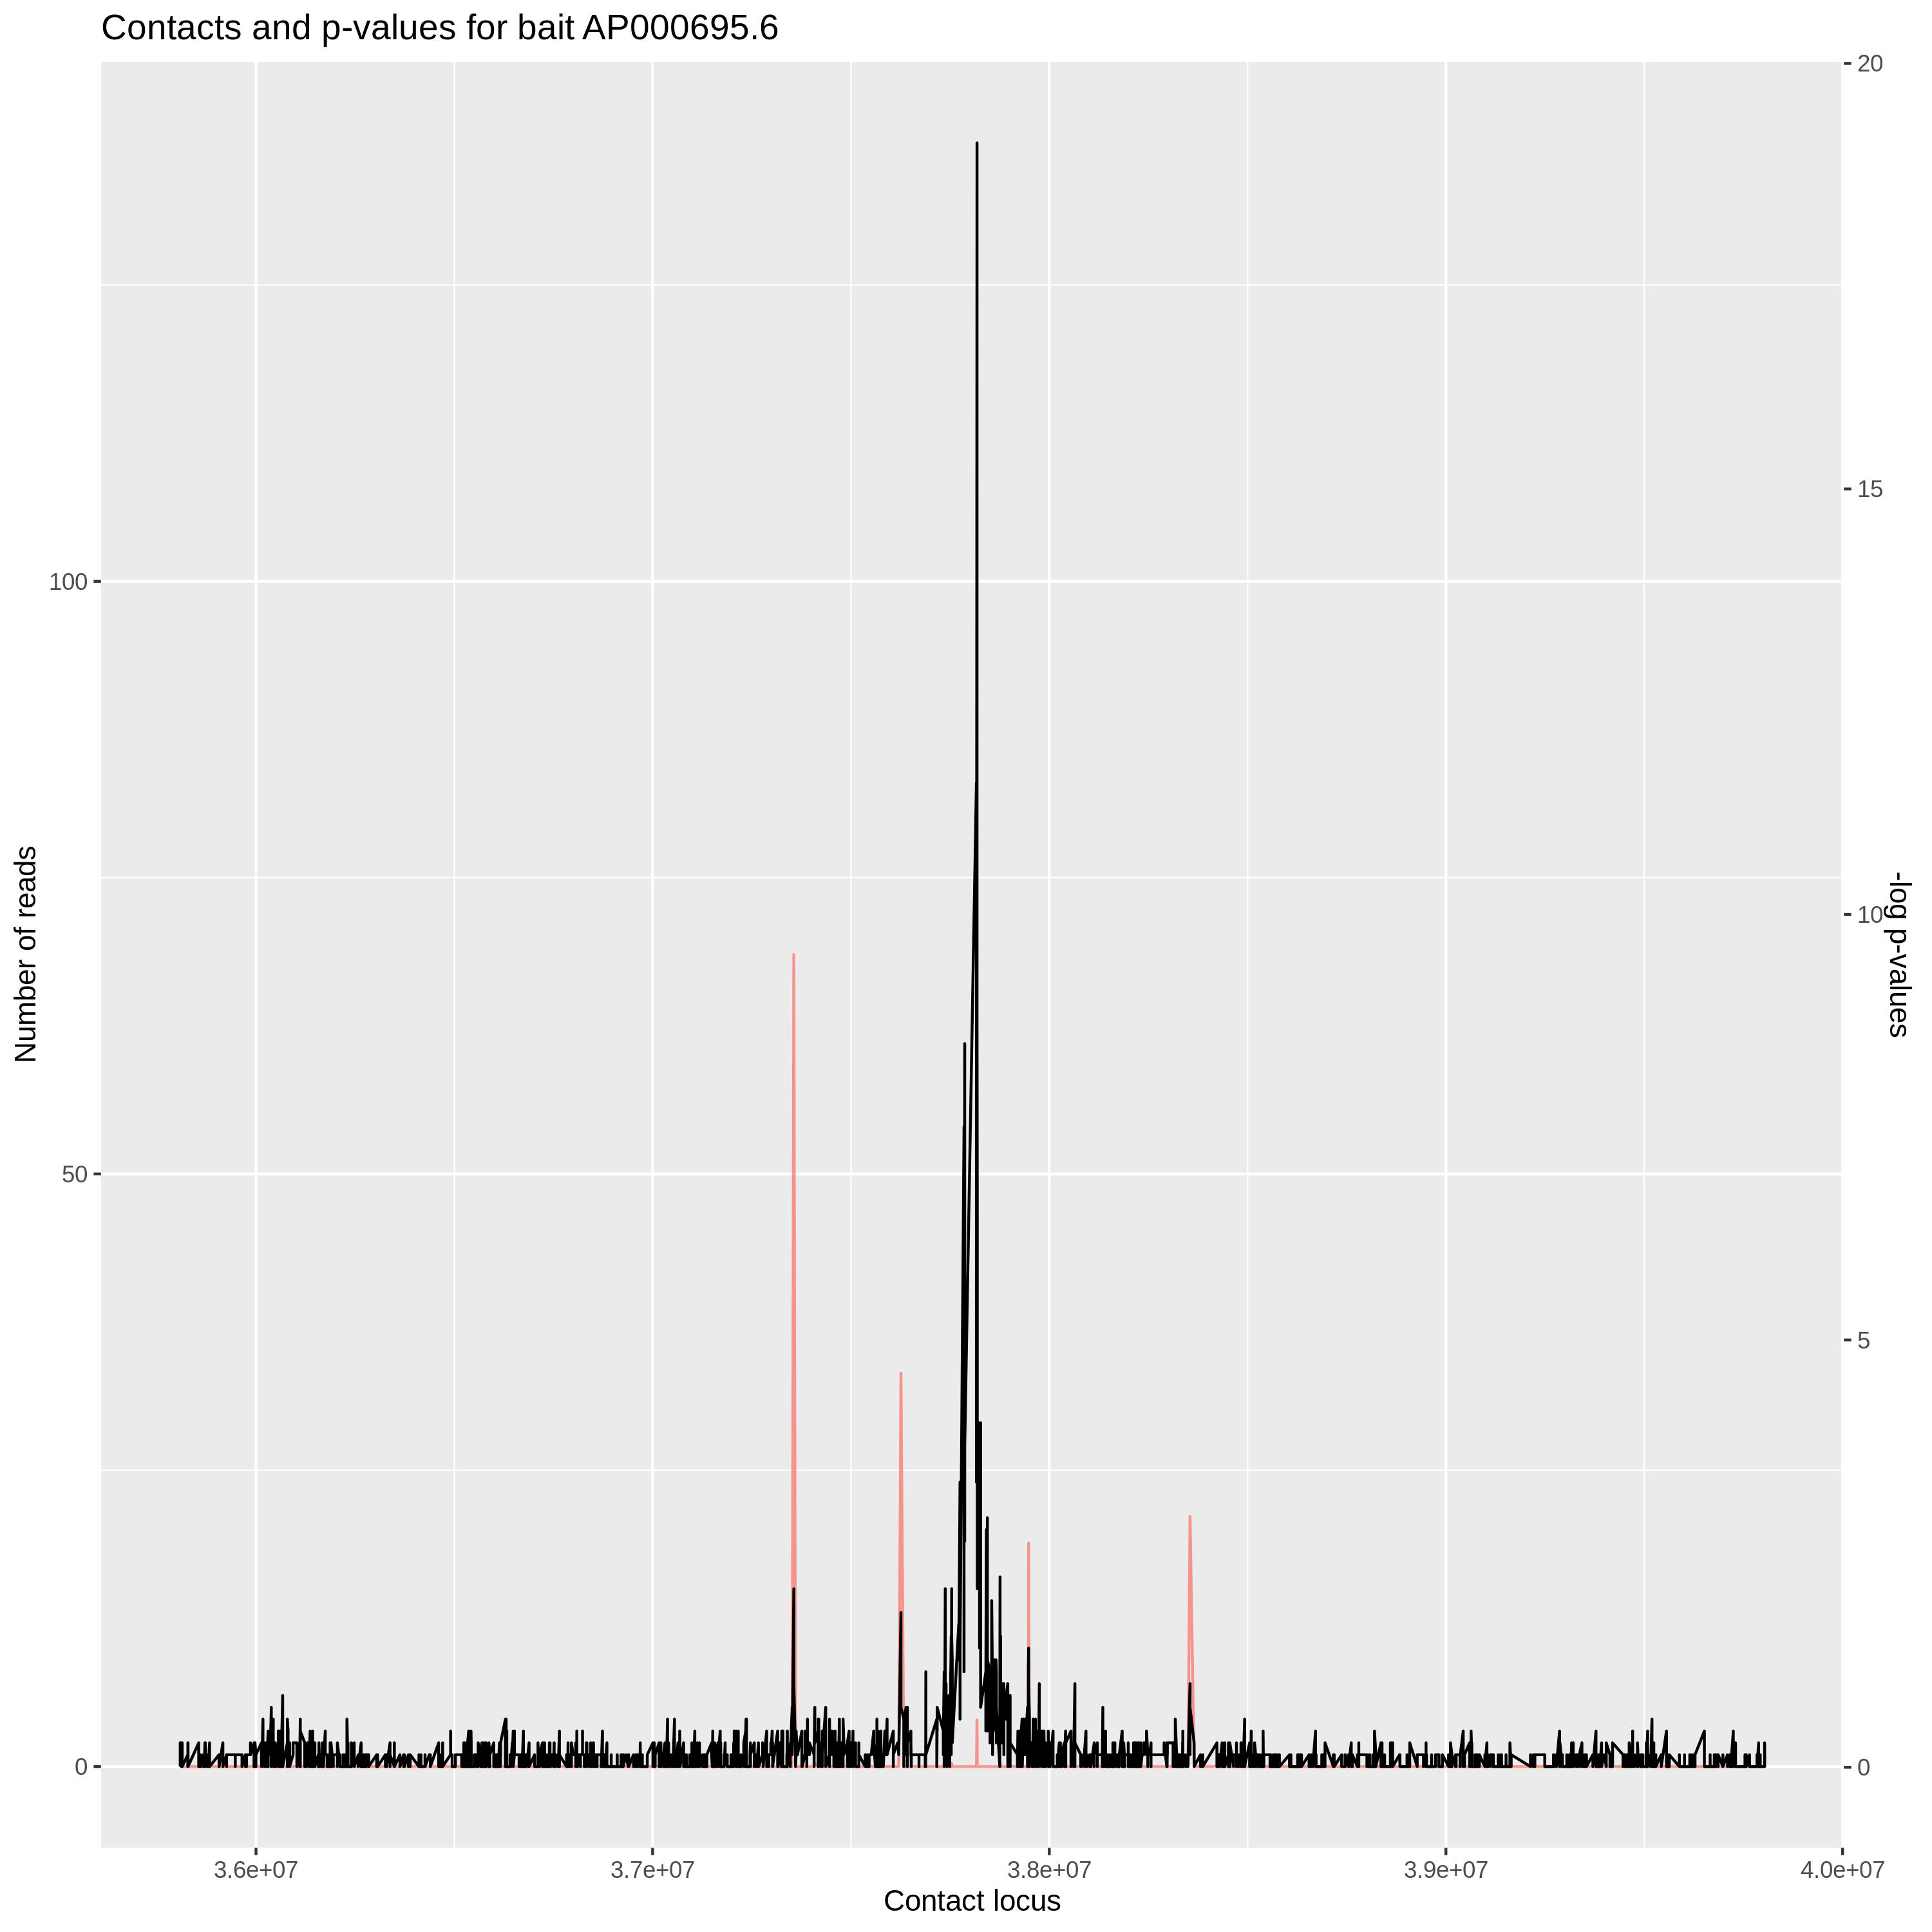 Contacts and p-values for bait AP000695.6
20
15
100
10
Number of reads
-log p-values
50
5
0
0
3.6e+07
3.7e+07
3.8e+07
3.9e+07
4.0e+07
Contact locus